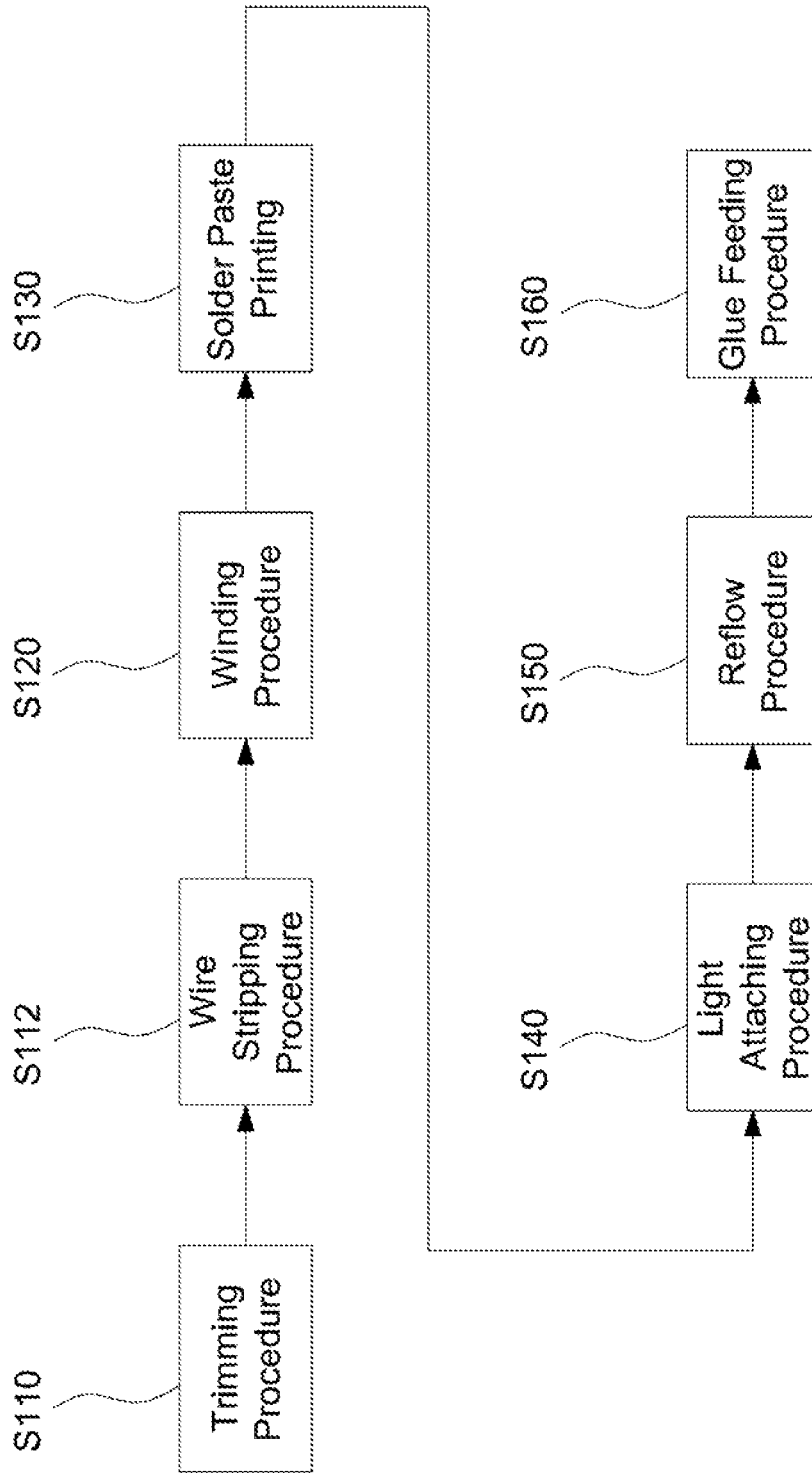 S110
Trimming
Procedure
S112
Wire
Stripping
Procedure
S120
Winding
Procedure
S130
Solder Paste
Printing
S140
Light
Attaching
Procedure
S150
Reflow
Procedure
S160
Glue Feeding
Procedure